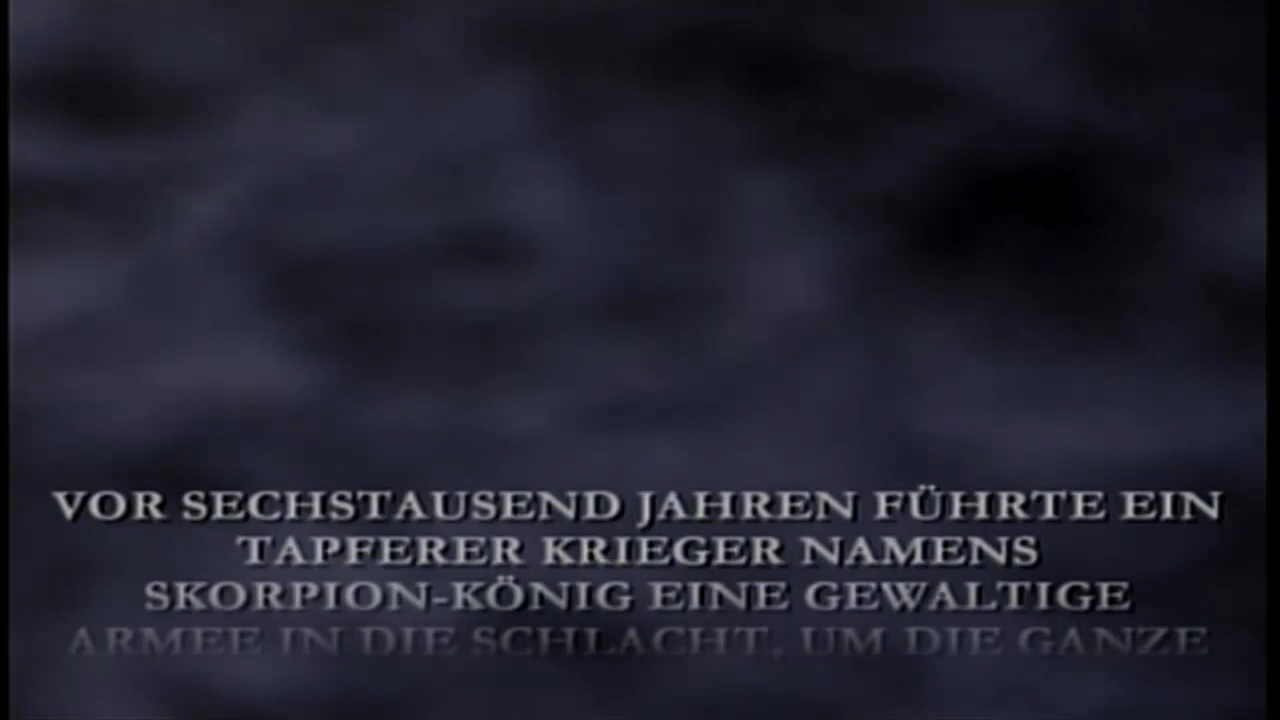 VOR SECHSTAUSEND JAHREN FÜHRTE EIN
TAPFERER KRIEGER NAMENS
SKORPION-KÖNIG EINE GEWALTIGE
ARMEE IN DIE SCHLACHT, UM DIE GANZE